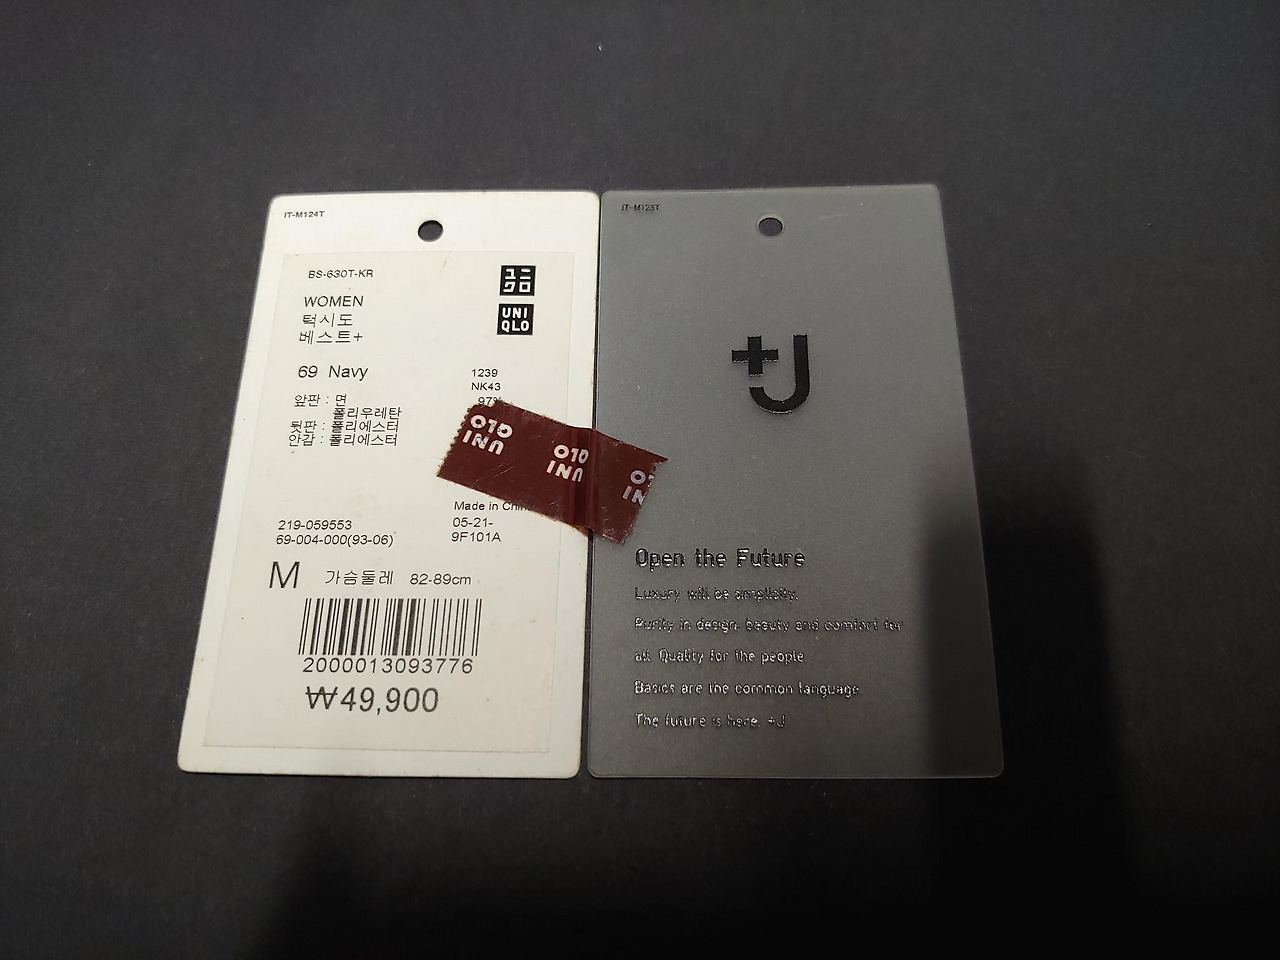 IT-M124T
BS-630T-KR
ユニ
クロ
UNI
QLO
WOMEN
턱시도
베스트+
69 Navy
1239
NK43
앞판 : 면 97%
폴리우레탄
뒷판 : 폴리에스터
안감 : 폴리에스터
Made in
219-059553 05-21-
69-004-000(93-06) 9F101A
M 가슴둘레 82-89cm
2000013093776
₩49,900
UNI
QLO
UNI
QLO
IT-M123T
+J
Open the Future
Luxury will be simplicity.
Purity in design, beauty and comfort for
all. Quality for the people.
Basics are the common language.
The future is here. +J